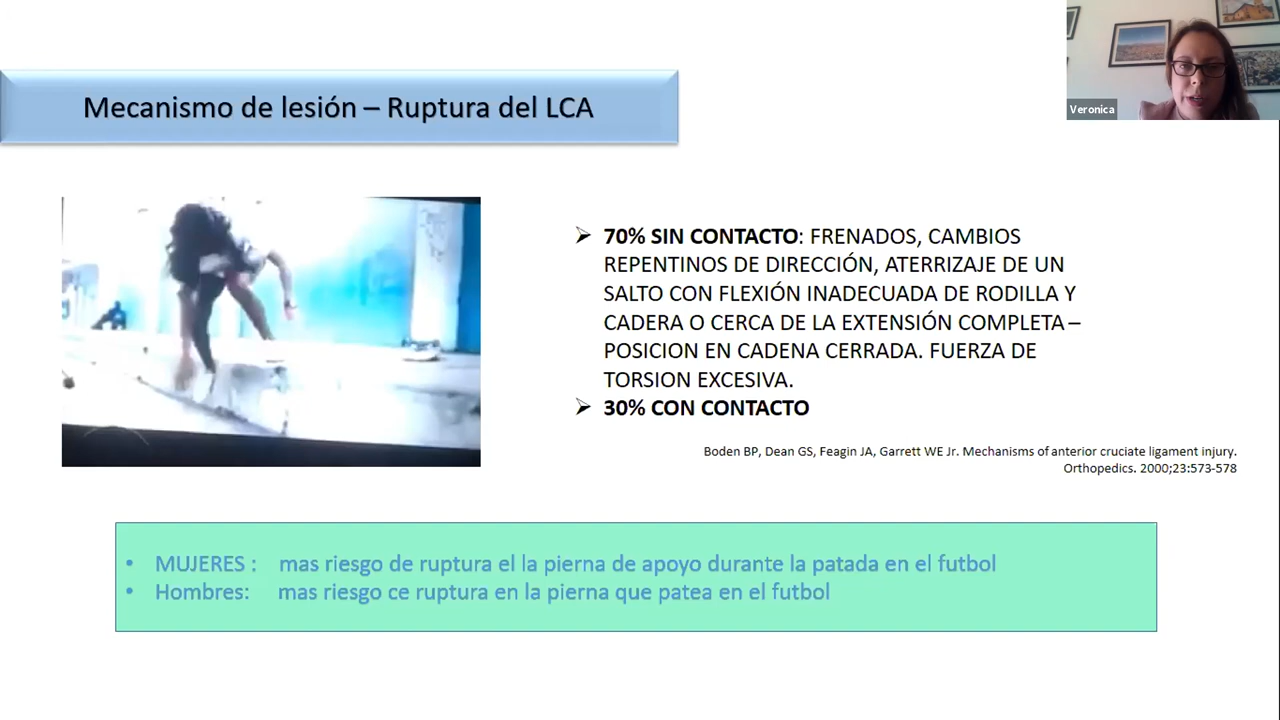 Veronica
Mecanismo de lesión – Ruptura del LCA
➢ 70% SIN CONTACTO: FRENADOS, CAMBIOS
REPENTINOS DE DIRECCIÓN, ATERRIZAJE DE UN
SALTO CON FLEXIÓN INADECUADA DE RODILLA Y
CADERA O CERCA DE LA EXTENSIÓN COMPLETA –
POSICION EN CADENA CERRADA. FUERZA DE
TORSION EXCESIVA.
➢ 30% CON CONTACTO
Boden BP, Dean GS, Feagin JA, Garrett WE Jr. Mechanisms of anterior cruciate ligament injury.
Orthopedics. 2000;23:573-578
• MUJERES : mas riesgo de ruptura el la pierna de apoyo durante la patada en el futbol
• Hombres: mas riesgo ce ruptura en la pierna que patea en el futbol